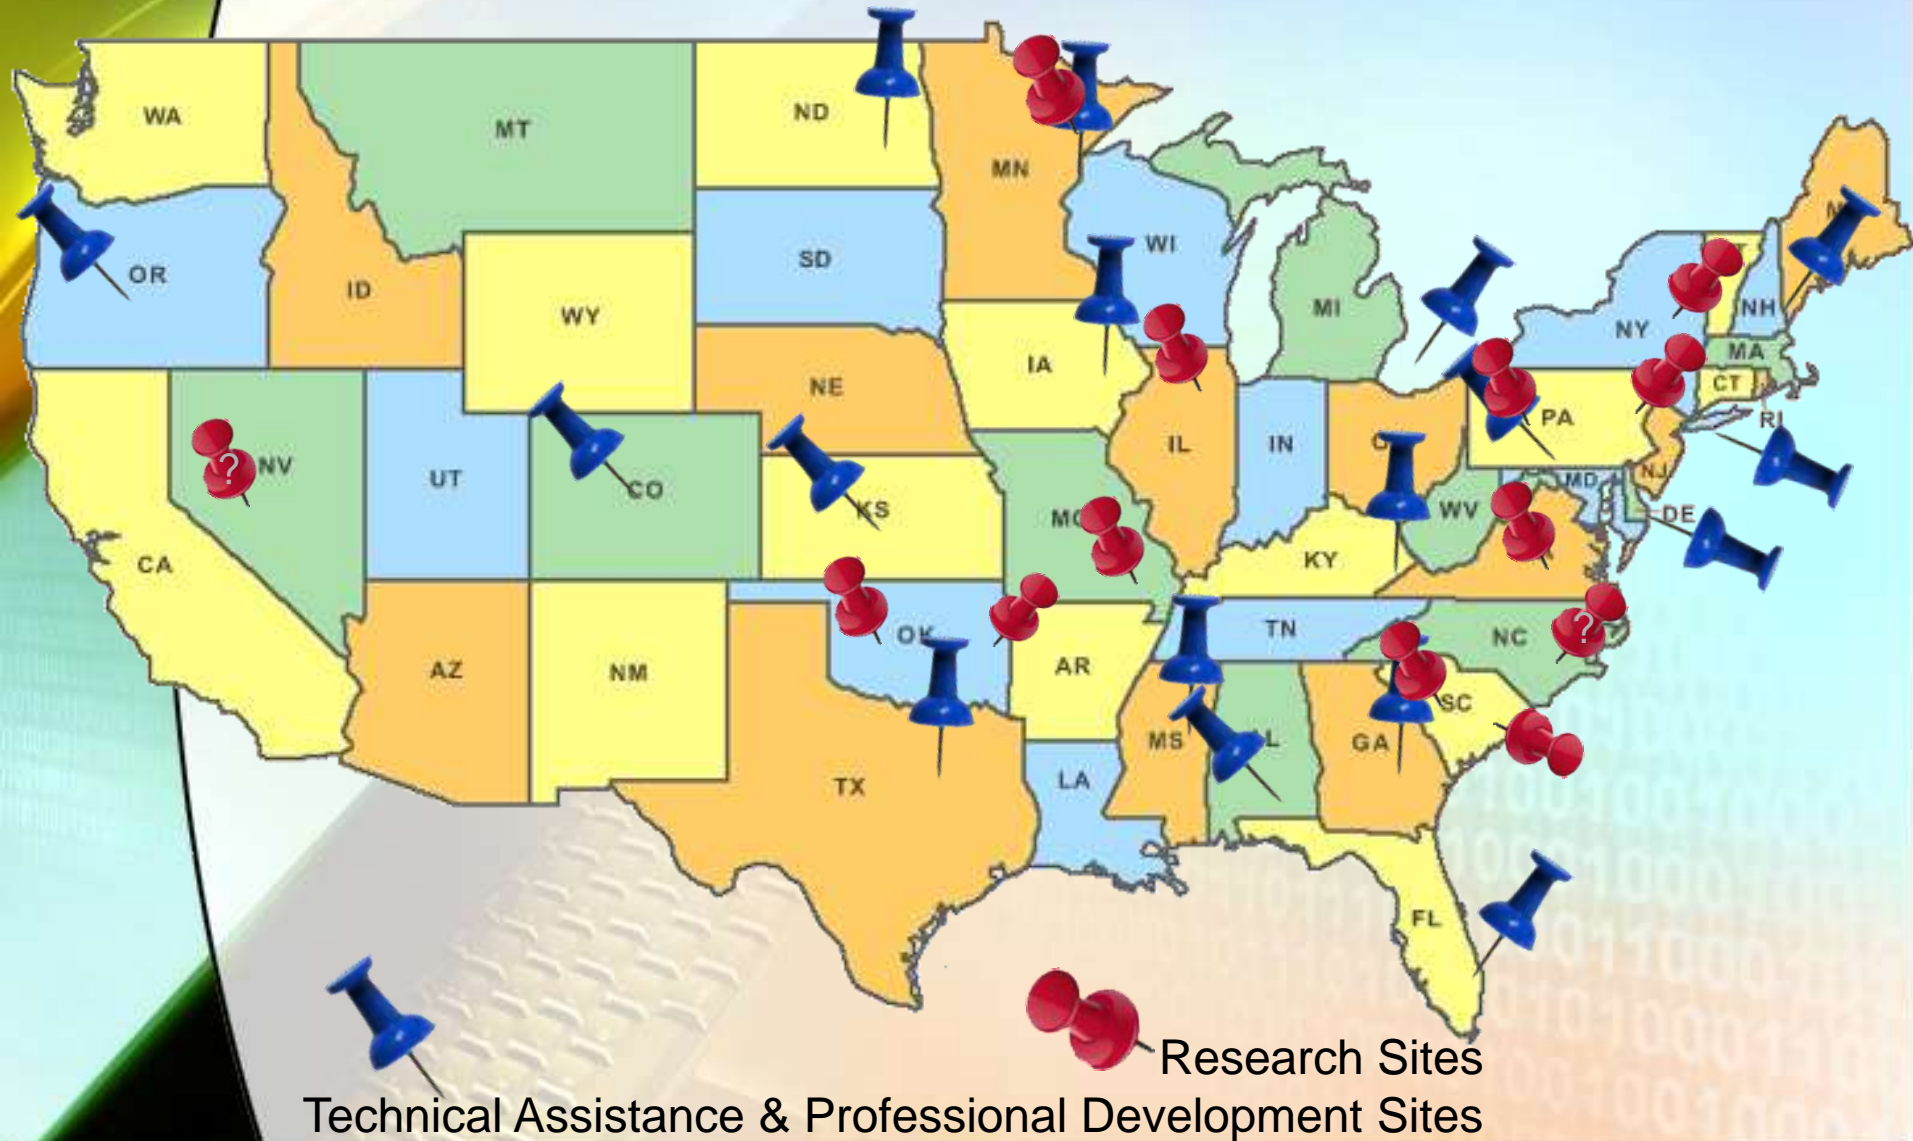 WA
MT
ND
MN
OR
ID
SD
WI
WY
MI
NY
NH
MA
CT
RI
IA
NE
PA
NV
UT
CO
KS
IL
IN
NJ
MD
DE
WV
?
CA
KY
OK
TN
NC
?
AZ
NM
AR
SC
TX
LA
MS
GA
FL
Research Sites
Technical Assistance & Professional Development Sites